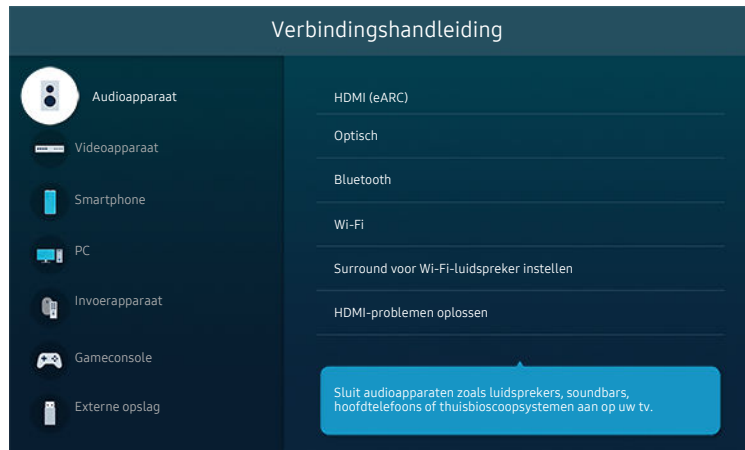 Verbindingshandleiding
Audioapparaat
Videoapparaat
Smartphone
PC
Invoerapparaat
Gameconsole
Externe opslag
HDMI (eARC)
Optisch
Bluetooth
Wi-Fi
Surround voor Wi-Fi-luidspreker instellen
HDMI-problemen oplossen
Sluit audioapparaten zoals luidsprekers, soundbars,
hoofdtelefoons of thuisbioscoopsystemen aan op uw tv.